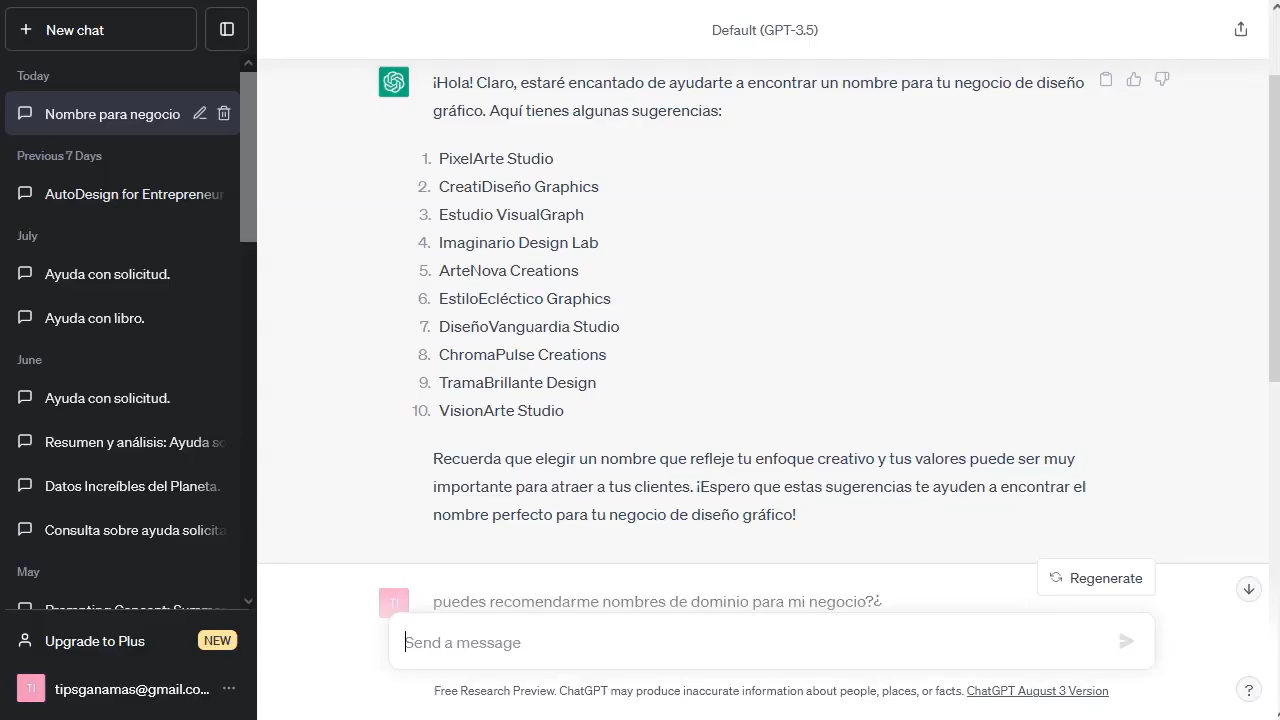 New chat
Today
Nombre para negocio
Previous 7 Days
AutoDesign for Entrepreneur
July
Ayuda con solicitud.
Ayuda con libro.
June
Ayuda con solicitud.
Resumen y análisis: Ayuda so
Datos Increíbles del Planeta.
Consulta sobre ayuda solicita
May
Upgrade to Plus NEW
TI tipsganamas@gmail.co...
Default (GPT-3.5)
¡Hola! Claro, estaré encantado de ayudarte a encontrar un nombre para tu negocio de diseño
gráfico. Aquí tienes algunas sugerencias:
1. PixelArte Studio
2. CreatiDiseño Graphics
3. Estudio VisualGraph
4. Imaginario Design Lab
5. ArteNova Creations
6. EstiloEcléctico Graphics
7. DiseñoVanguardia Studio
8. ChromaPulse Creations
9. TramaBrillante Design
10. VisionArte Studio
Recuerda que elegir un nombre que refleje tu enfoque creativo y tus valores puede ser muy
importante para atraer a tus clientes. ¡Espero que estas sugerencias te ayuden a encontrar el
nombre perfecto para tu negocio de diseño gráfico!
Regenerate
TI puedes recomendarme nombres de dominio para mi negocio?¿
Send a message
Free Research Preview. ChatGPT may produce inaccurate information about people, places, or facts. ChatGPT August 3 Version
?